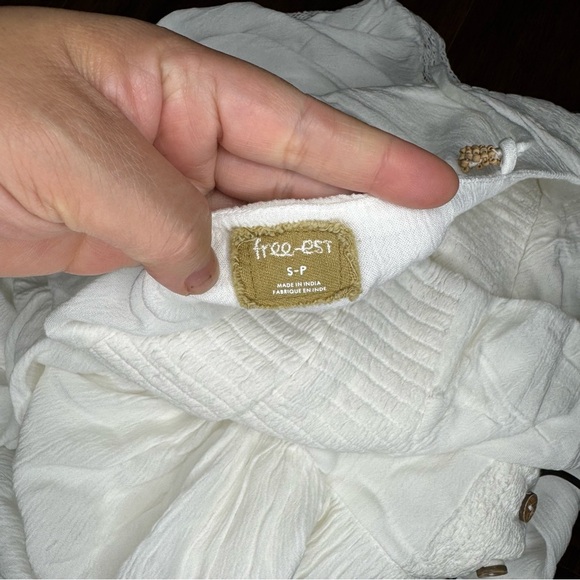 free-est
S-P
MADE IN INDIA
FABRIQUE EN INDE